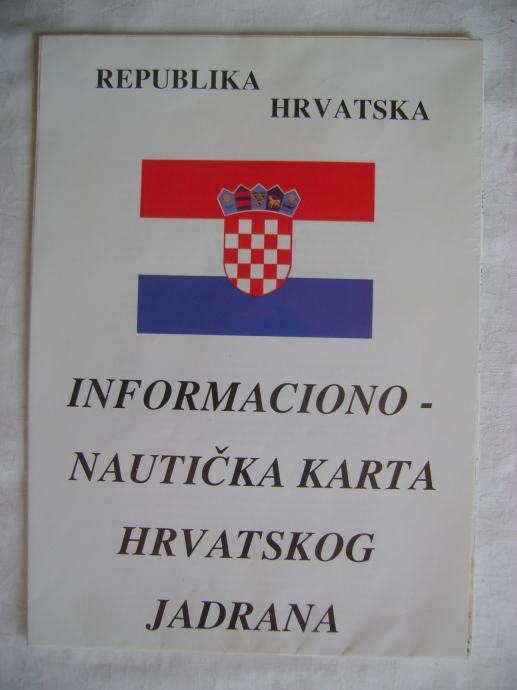 REPUBLIKA
HRVATSKA
INFORMACIONO -
NAUTIČKA KARTA
HRVATSKOG
JADRANA